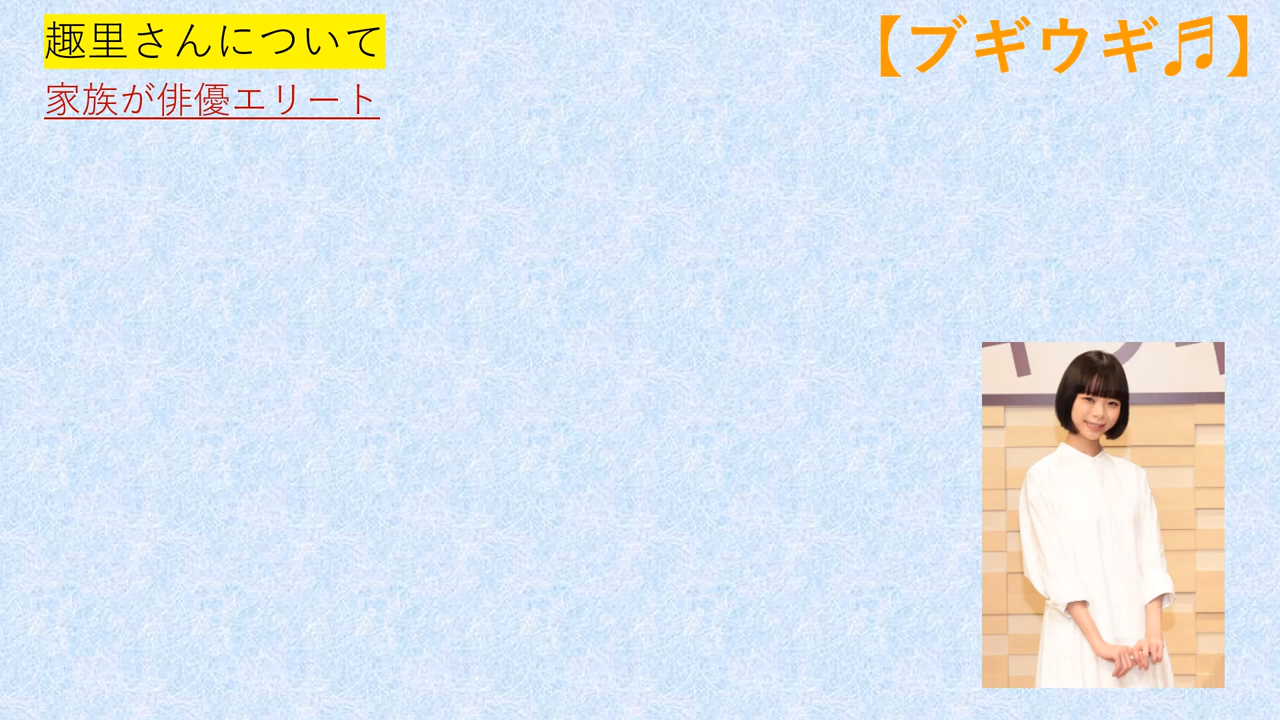 趣里さんについて
【ブギウギ♬】
家族が俳優エリート